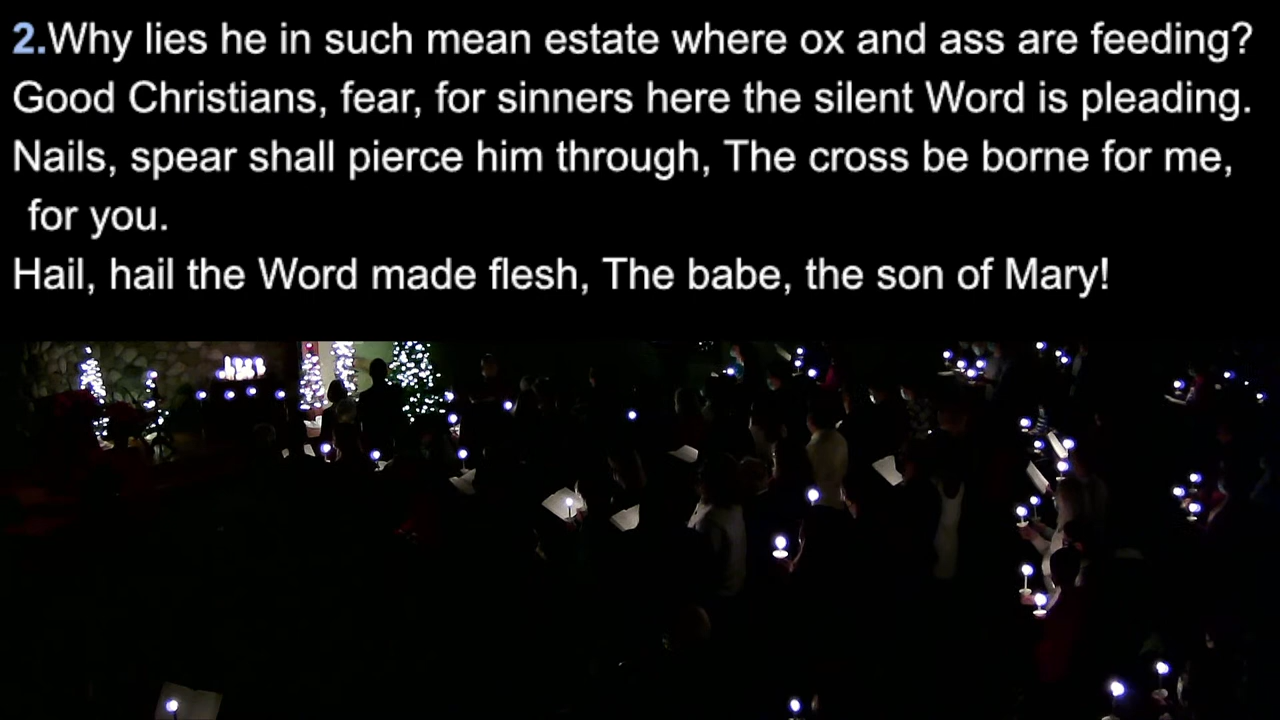 2.Why lies he in such mean estate where ox and ass are feeding?
Good Christians, fear, for sinners here the silent Word is pleading.
Nails, spear shall pierce him through, The cross be borne for me,
for you.
Hail, hail the Word made flesh, The babe, the son of Mary!